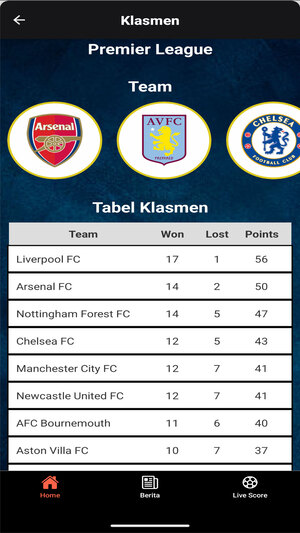 Klasmen
Premier League
Team
Arsenal
AVFC
PREPARED
CHELSEA
FOOTBALL CLUB
Tabel Klasmen
Team Won Lost Points
Liverpool FC 17 1 56
Arsenal FC 14 2 50
Nottingham Forest FC 14 5 47
Chelsea FC 12 5 43
Manchester City FC 12 7 41
Newcastle United FC 12 7 41
AFC Bournemouth 11 6 40
Aston Villa FC 10 7 37
Home Berita Live Score